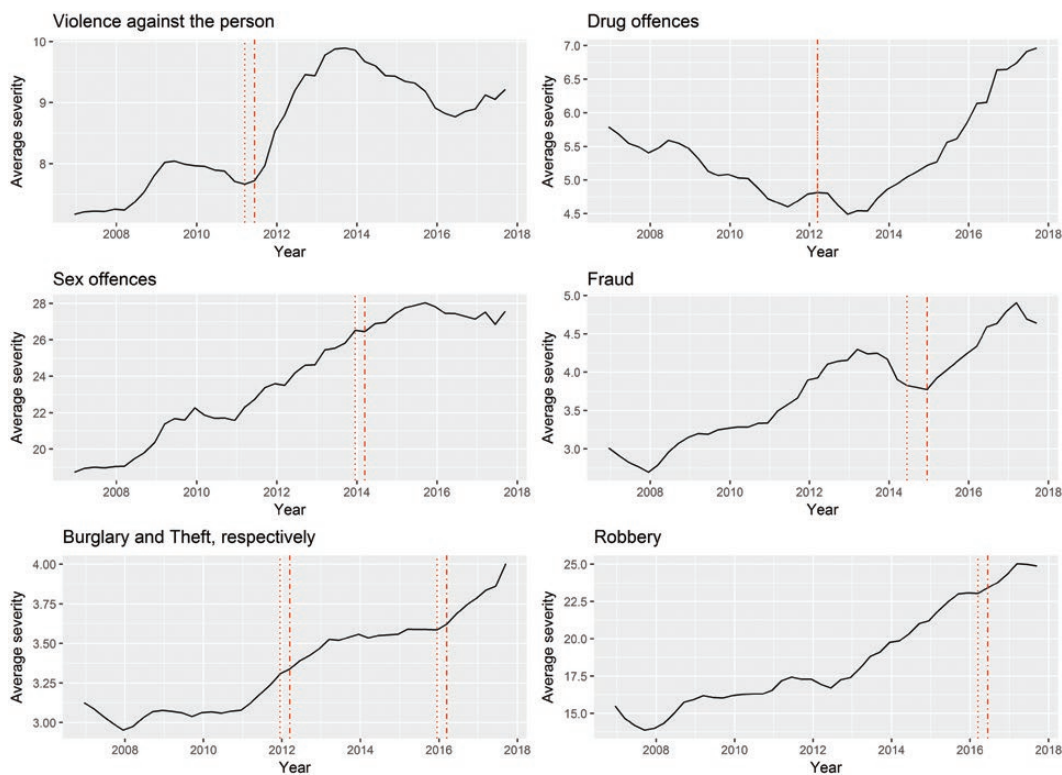 Violence against the person
Average severity
10
9
8
2008 2010 2012 2014 2016 2018
Year
Drug offences
Average severity
7.0
6.5
6.0
5.5
5.0
4.5
2008 2010 2012 2014 2016 2018
Year
Sex offences
Average severity
28
26
24
22
20
2008 2010 2012 2014 2016 2018
Year
Fraud
Average severity
5.0
4.5
4.0
3.5
3.0
2008 2010 2012 2014 2016 2018
Year
Burglary and Theft, respectively
Average severity
4.00
3.75
3.50
3.25
3.00
2008 2010 2012 2014 2016 2018
Year
Robbery
Average severity
25.0
22.5
20.0
17.5
15.0
2008 2010 2012 2014 2016 2018
Year